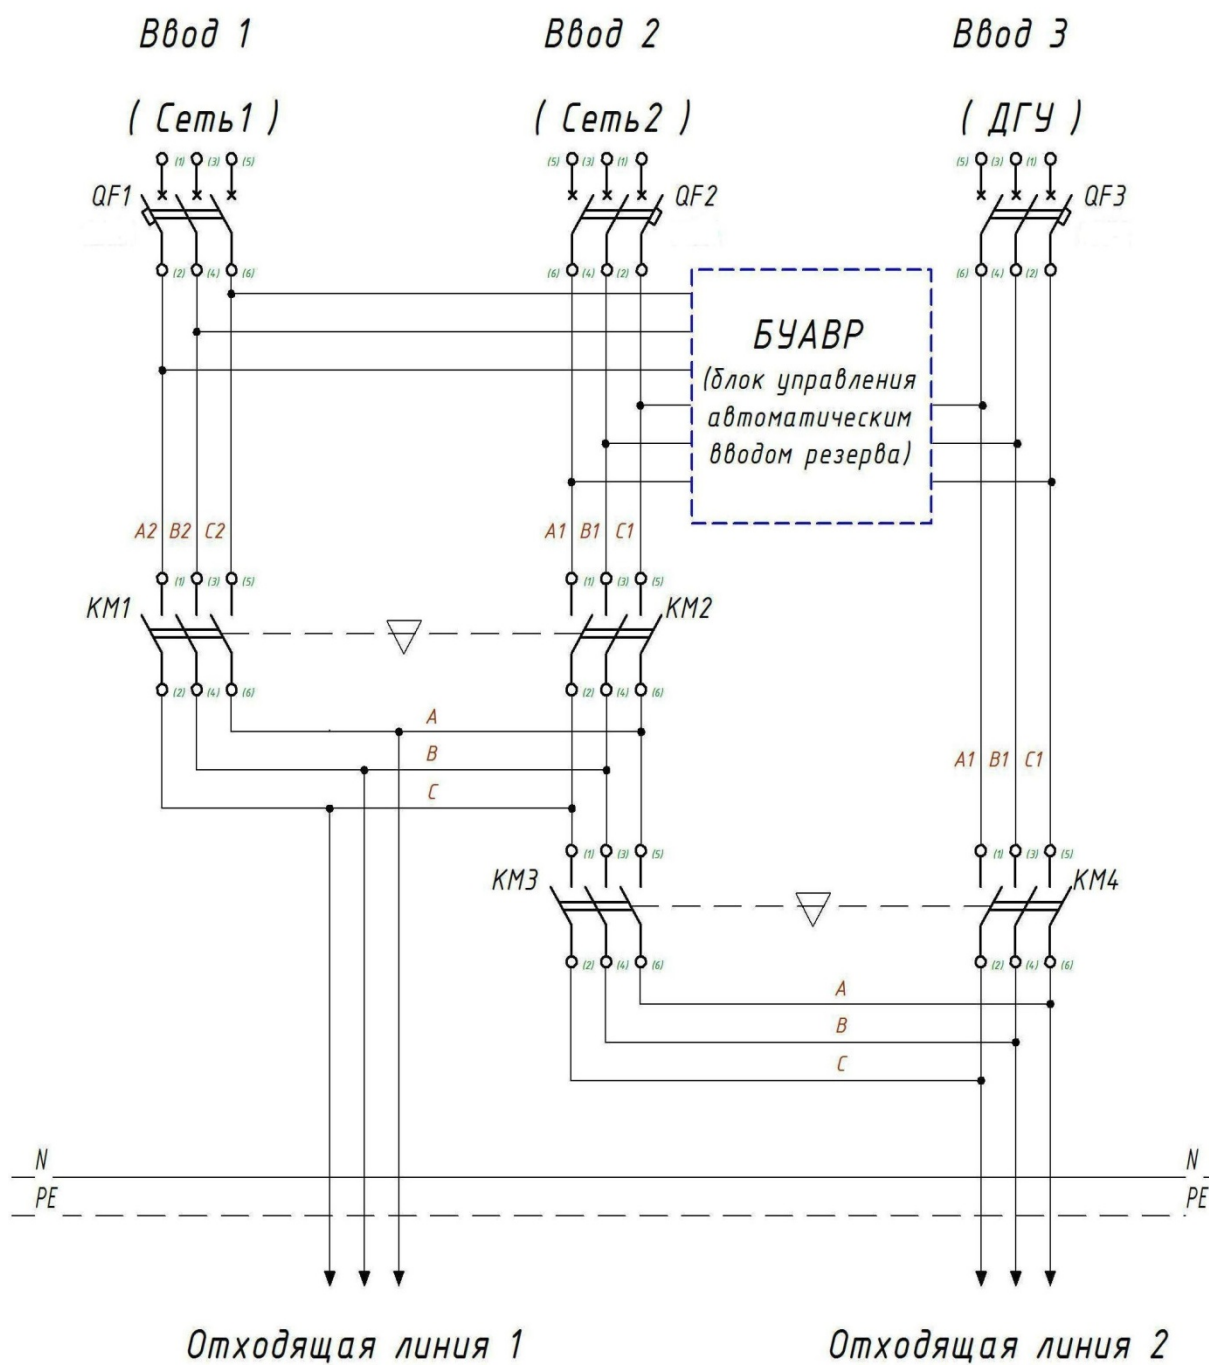 Ввод 1 Ввод 2 Ввод 3
( Сеть1 ) ( Сеть2 ) ( ДГУ )
(1) (3) (5) (5) (3) (1) (5) (3) (1)
QF1 QF2 QF3
(2) (4) (6) (6) (4) (2) (6) (4) (2)
БУАВР
(блок управления
автоматическим
вводом резерва)
A2 B2 C2 A1 B1 C1
(1) (3) (5) (1) (3) (5)
KM1 KM2
(2) (4) (6) (2) (4) (6)
A
B
A1 B1 C1
C
(1) (3) (5) (1) (3) (5)
KM3 KM4
(2) (4) (6) (2) (4) (6)
A
B
C
N N
PE PE
Отходящая линия 1 Отходящая линия 2